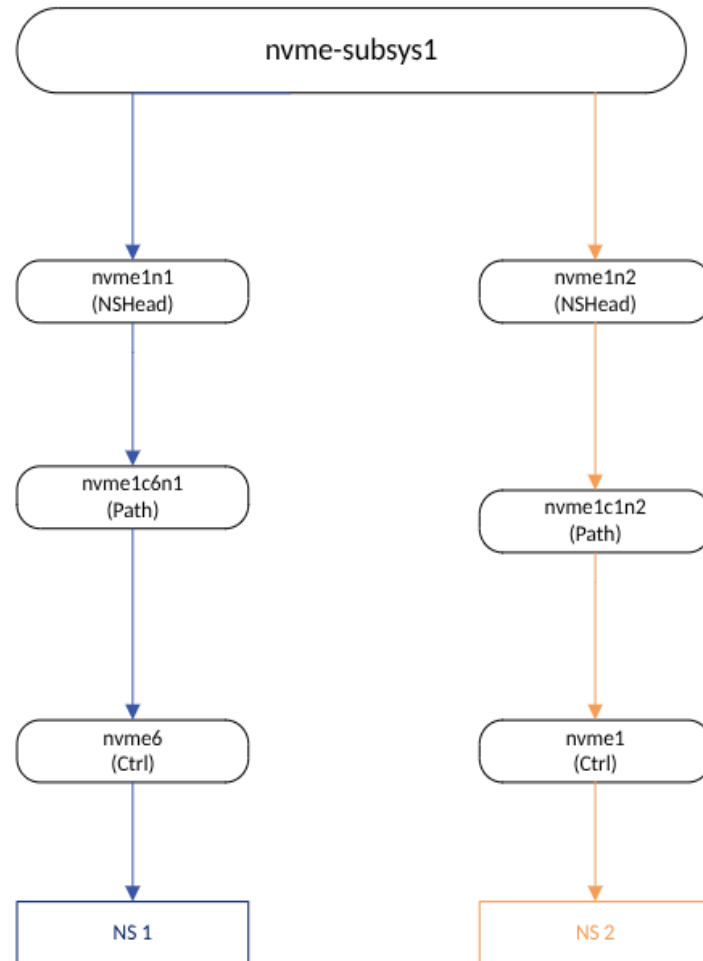 nvme-subsys1
nvme1n1
(NSHead)
nvme1n2
(NSHead)
nvme1c6n1
(Path)
nvme1c1n2
(Path)
nvme6
(Ctrl)
nvme1
(Ctrl)
NS 1
NS 2